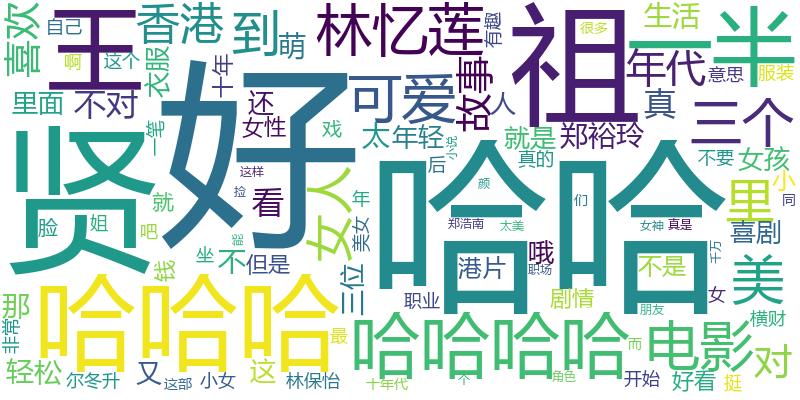 喜欢
王
自己
啊
这个
香港
衣服
到
萌
十年
林忆莲
有趣
祖
生活
很多
一半
年代
意思
服装
里面
不对
还
女性
可爱
故事
人
真
三个
贤
好
一笔
戏
太
年轻
就是
郑裕玲
后
小说
真的
不要
女孩
小
同
这样
捡
看
女人
年
美女
哈哈
颜
们
里
喜剧
脸
姐
吧
就
坐
能
不
但是
郑浩南
太美
哦
女神
真是
千万
钱
港片
职场
不是
美
那
非常
哈哈哈
三位
职业
剧情
女
朋友
横财
最
哈哈哈哈
而
电影
对
轻松
尔冬升
又
这部
小女
这
林保怡
十年代
个
角色
开始
好看
挺